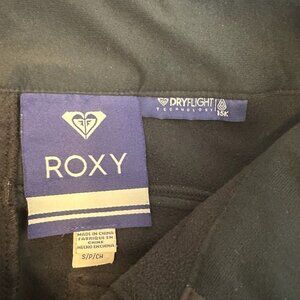 DRYFLIGHT
TECHNOLOGY
15K
ROXY
MADE IN CHINA
FABRIQUÉ EN
CHINE
HECHO EN CHINA
S/P/CH